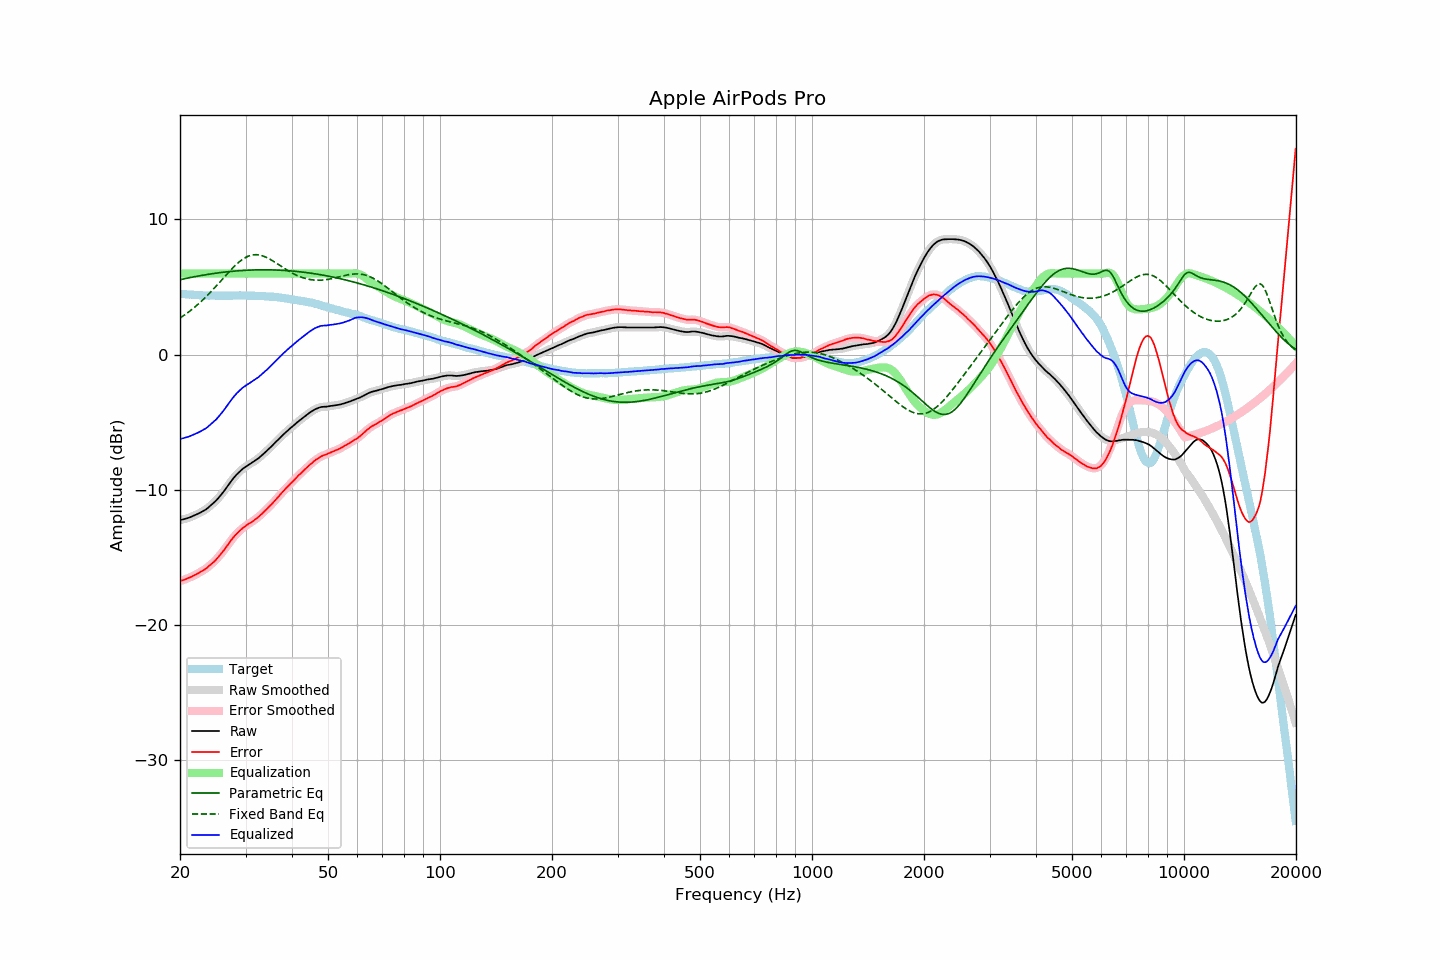 Apple AirPods Pro
Amplitude (dBr)
10
0
−10
−20
−30
Target
Raw Smoothed
Error Smoothed
Raw
Error
Equalization
Parametric Eq
Fixed Band Eq
Equalized
20 50 100 200 500 1000 2000 5000 10000 20000
Frequency (Hz)